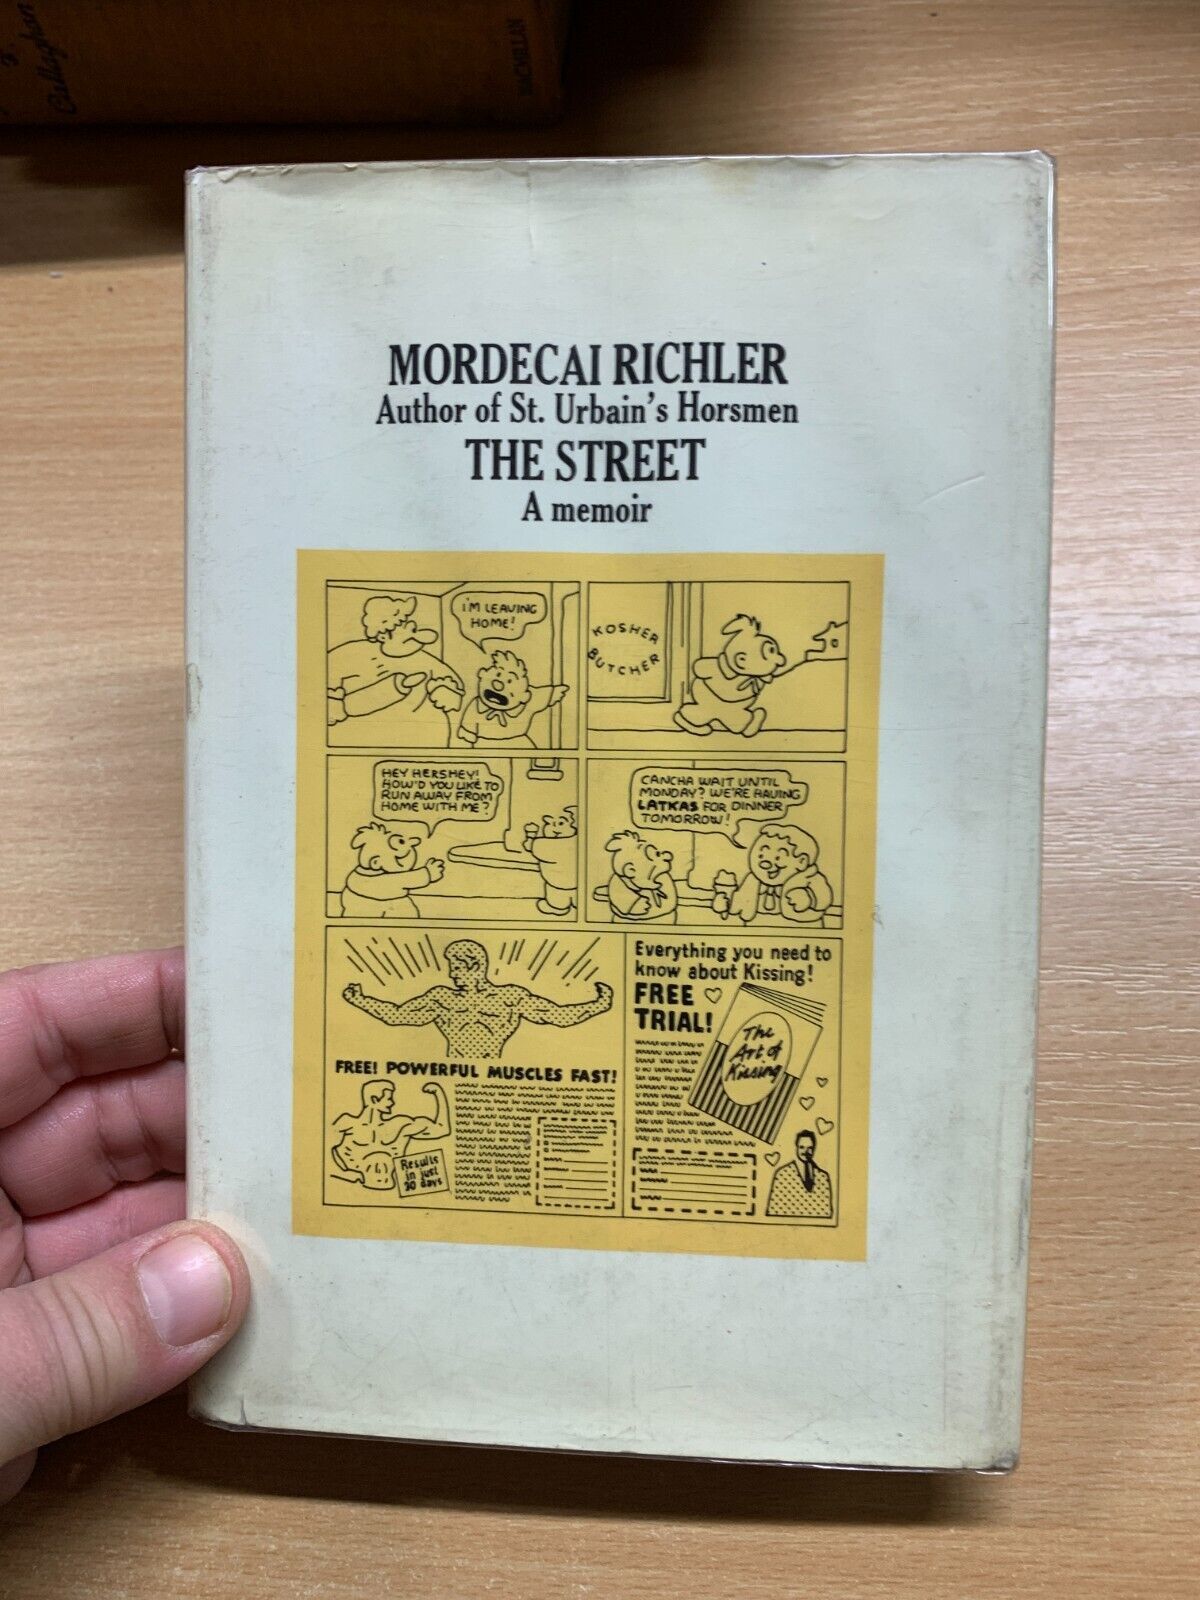 Callaghan
MACMILLAN
MORDECAI RICHLER
Author of St. Urbain's Horsmen
THE STREET
A memoir
I'M LEAVING
HOME!
KOSHER
BUTCHER
HEY HERSHEY!
HOW'D YOU LIKE TO
RUN AWAY FROM
HOME WITH ME?
CANCHA WAIT UNTIL
MONDAY? WE'RE HAVING
LATKAS FOR DINNER
TOMORROW!
FREE! POWERFUL MUSCLES FAST!
Results
in just
20 days
Everything you need to
know about Kissing!
FREE
TRIAL!
The
Art of
Kissing